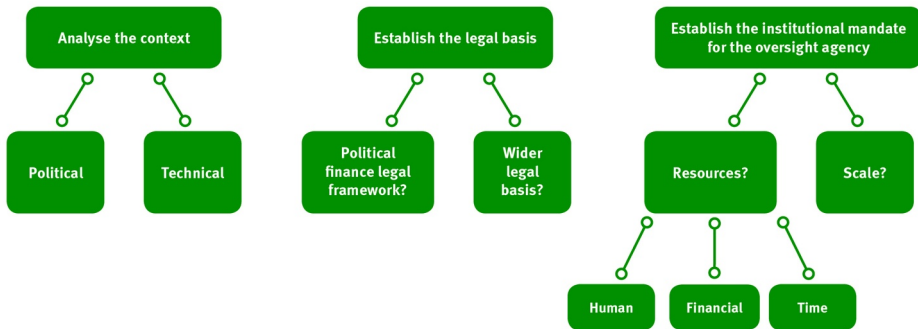 Analyse the context
Establish the legal basis
Establish the institutional mandate
for the oversight agency
Political
Technical
Political
finance legal
framework?
Wider
legal
basis?
Resources?
Scale?
Human
Financial
Time